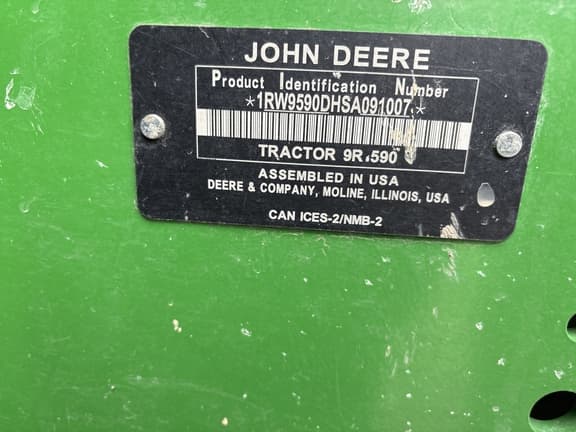 JOHN DEERE
Product Identification Number
*1RW9590DHSA091007*
TRACTOR 9R 590
ASSEMBLED IN USA
DEERE & COMPANY, MOLINE, ILLINOIS, USA
CAN ICES-2/NMB-2